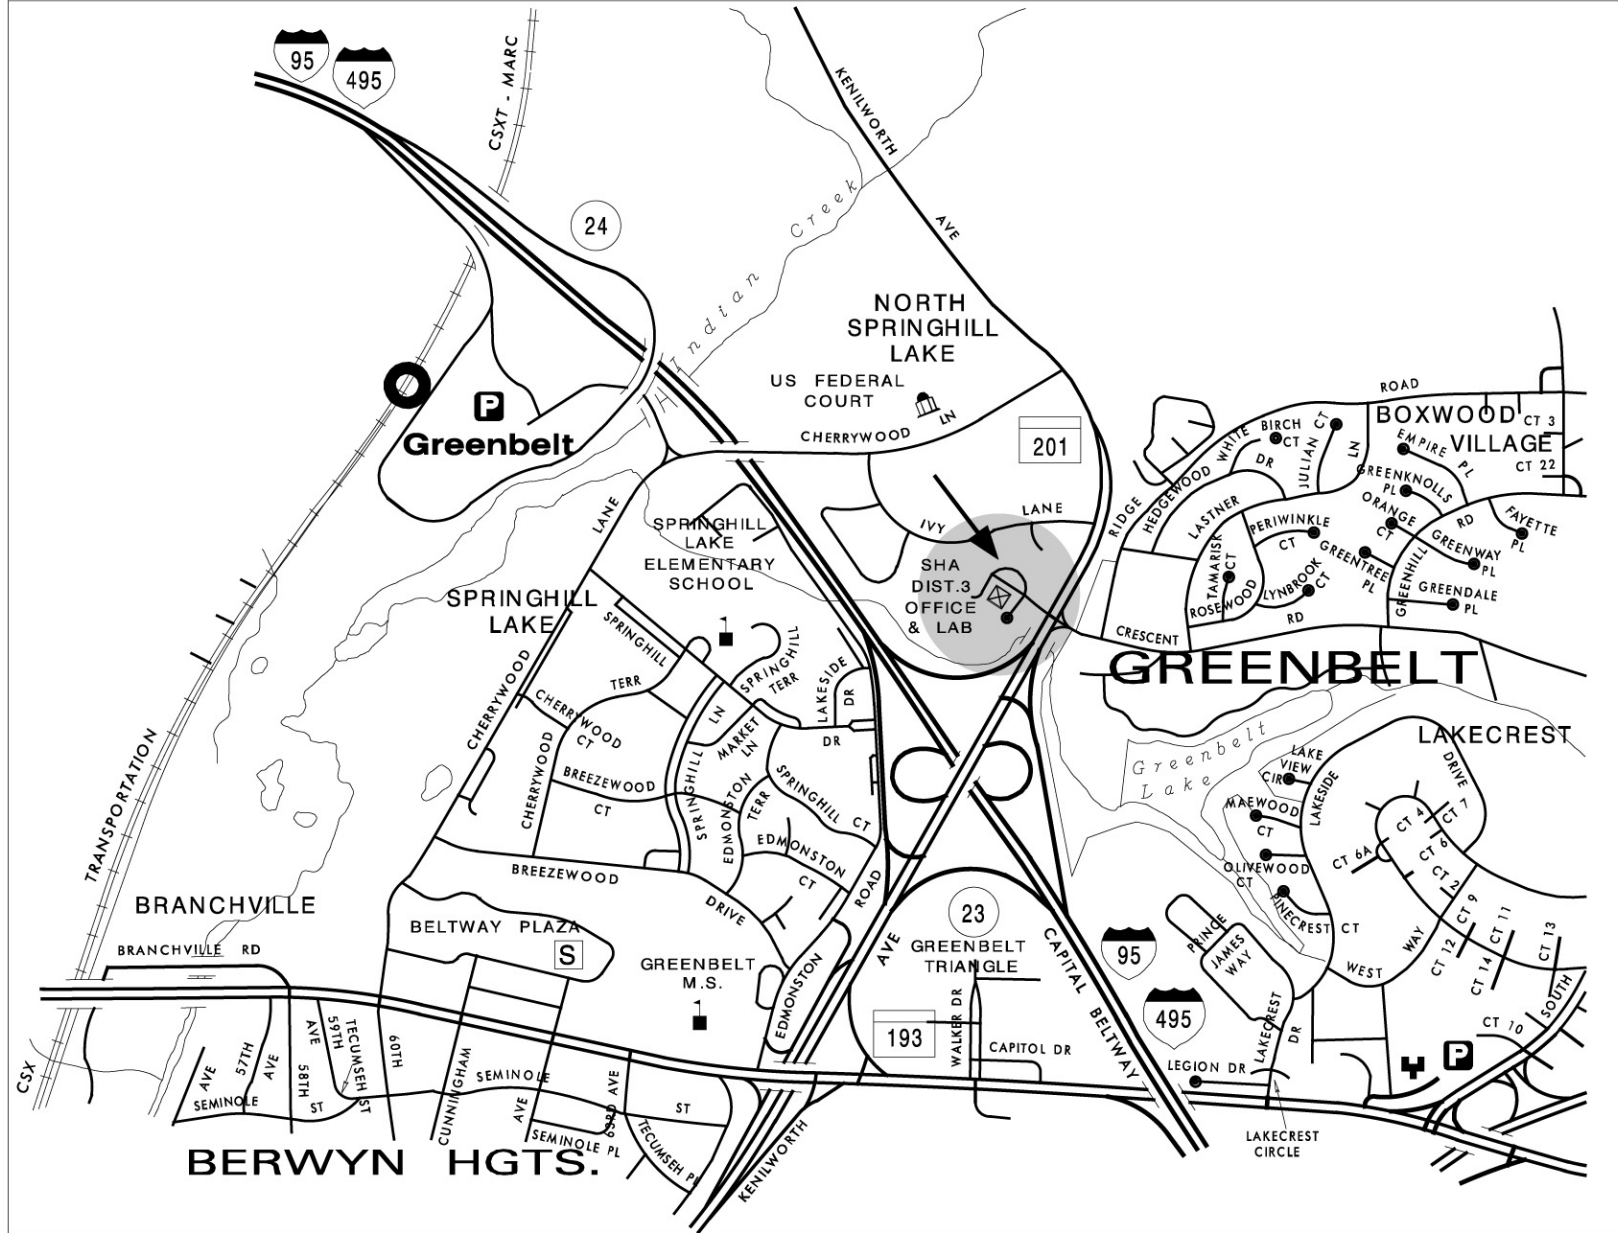 95
495
CSXT - MARC
KENILWORTH
AVE
24
Indian Creek
NORTH
SPRINGHILL
LAKE
US FEDERAL
COURT
CHERRYWOOD LN
201
P
Greenbelt
ROAD
BOXWOOD
VILLAGE
CT 3
CT 22
WHITE
BIRCH
CT
JULIAN CT
LN
EMPIRE PL
HEDGEWOOD
DR
GREENKNOLLS
PL
ORANGE
CT
RIDGE
LASTNER
PERIWINKLE
CT
GREENTREE
PL
RD
GREENWAY
PL
FAYETTE
PL
TAMARISK
CT
LYNBROOK
CT
ROSEWOOD
GREENHILL
GREENDALE
PL
RD
CRESCENT
GREENBELT
IVY LANE
SHA
DIST.3
OFFICE
& LAB
LANE
SPRINGHILL
LAKE
ELEMENTARY
SCHOOL
SPRINGHILL
LAKE
SPRINGHILL
TERR
SPRINGHILL
TERR
LAKESIDE
DR
DR
CHERRYWOOD
CHERRYWOOD
CT
LN
MARKET
LN
CHERRYWOOD
BREEZEWOOD
CT
SPRINGHILL
EDMONSTON
TERR
SPRINGHILL CT
EDMONSTON
CT
TRANSPORTATION
BREEZEWOOD
DRIVE
ROAD
Greenbelt
Lake
LAKECREST
LAKE
VIEW
CIR
MAEWOOD
CT
LAKESIDE
DRIVE
OLIVEWOOD
CT
PINECREST CT
CT 4
CT 7
CT 6
CT 6A
CT 2
CT 9
CT 11
CT 12
CT 14
CT 13
WAY
WEST
SOUTH
CT 10
BRANCHVILLE
BRANCHVILLE RD
BELTWAY PLAZA
S
GREENBELT
M.S.
EDMONSTON
AVE
23
GREENBELT
TRIANGLE
CAPITAL BELTWAY
95
495
PRINCE
JAMES
WAY
193
WALKER DR
CAPITOL DR
LAKECREST
DR
LEGION DR
P
LAKECREST
CIRCLE
CSX
AVE
57TH
AVE
SEMINOLE
ST
58TH
AVE
59TH
TECUMSEH ST
60TH
CUNNINGHAM
AVE
SEMINOLE
ST
63RD AVE
SEMINOLE PL
TECUMSEH PL
KENILWORTH
BERWYN HGTS.